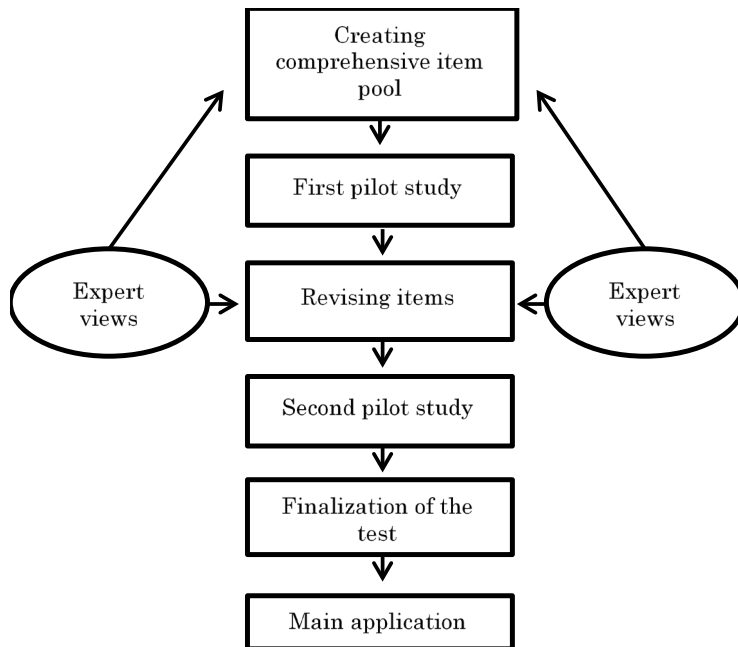 Creating
comprehensive item
pool
First pilot study
Expert
views
Revising items
Expert
views
Second pilot study
Finalization of the
test
Main application